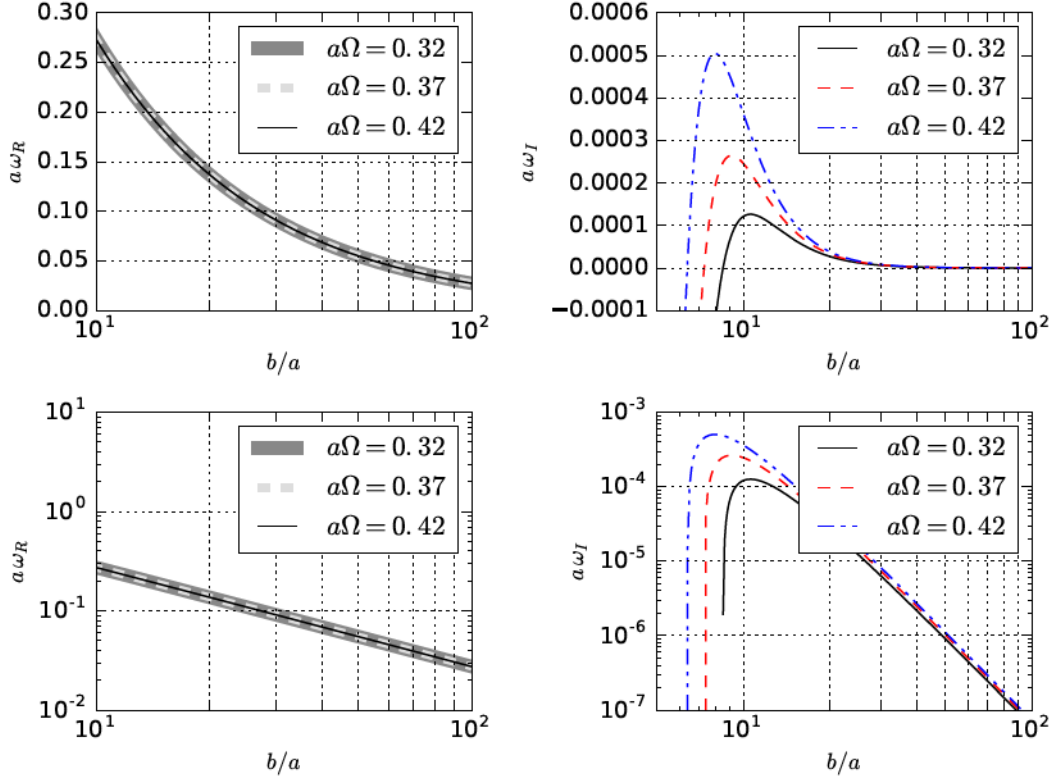 0.30
0.25
0.20
0.15
0.10
0.05
0.00
a ω_R
10^1
10^2
b/a
aΩ = 0.32
aΩ = 0.37
aΩ = 0.42
0.0006
0.0005
0.0004
0.0003
0.0002
0.0001
0.0000
−0.0001
a ω_I
10^1
10^2
b/a
aΩ = 0.32
aΩ = 0.37
aΩ = 0.42
10^1
10^0
10^-1
10^-2
a ω_R
10^1
10^2
b/a
aΩ = 0.32
aΩ = 0.37
aΩ = 0.42
10^-3
10^-4
10^-5
10^-6
10^-7
a ω_I
10^1
10^2
b/a
aΩ = 0.32
aΩ = 0.37
aΩ = 0.42